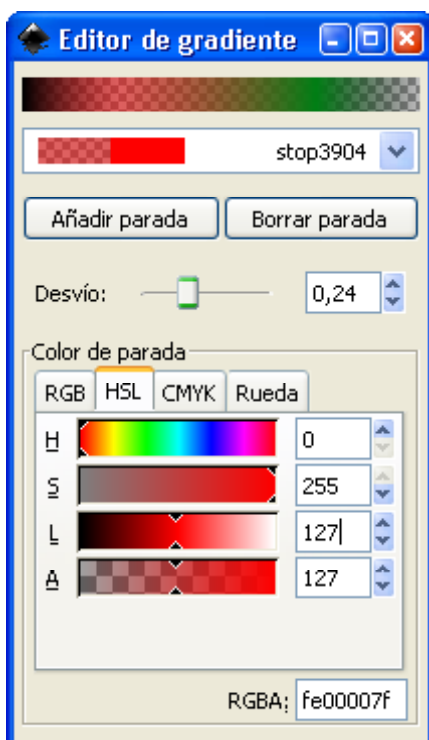 Editor de gradiente
stop3904
Añadir parada Borrar parada
Desvío: 0,24
Color de parada
RGB HSL CMYK Rueda
H 0
S 255
L 127
A 127
RGBA: fe00007f